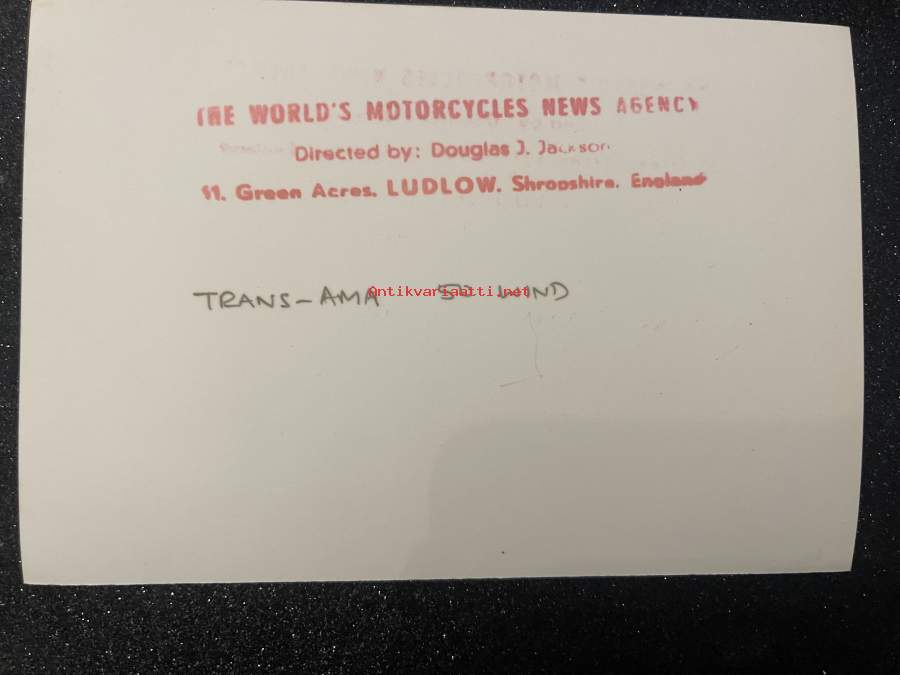 THE WORLD'S MOTORCYCLES NEWS AGENCY
Directed by: Douglas J. Jackson
11, Green Acres, LUDLOW, Shropshire, England
TRANS-AMA
Antikvariaatti.net